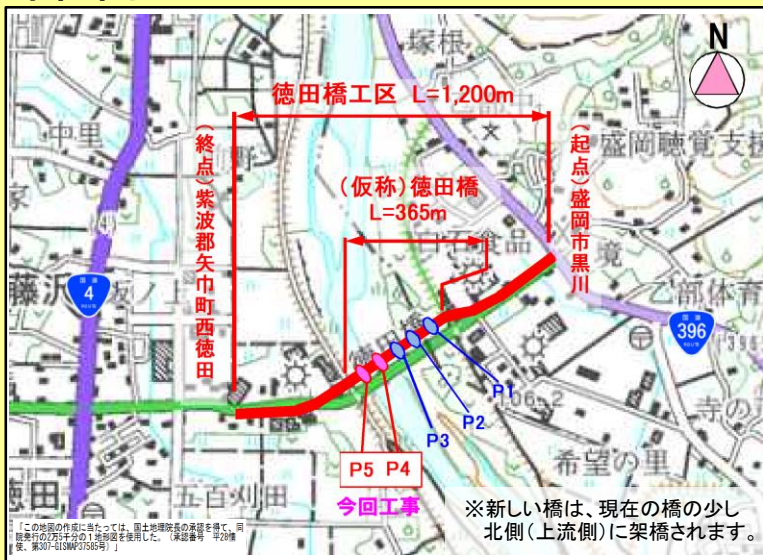 塚根
N
徳田橋工区 L=1,200m
中里
(終点)紫波郡矢巾町西徳田
(起点)盛岡市黒川
盛岡聴覚支援
(仮称)徳田橋
L=365m
白石食品
境
藤沢
国道
4
ROUTE
乙部体育
国道
396
ROUTE
徳田橋
P1
P2
P3
P5 P4
今回工事
寺の
希望の里
徳田
五百刈田
※新しい橋は、現在の橋の少し
北側(上流側)に架橋されます。
「この地図の作成に当たっては、国土地理院長の承認を得て、同
院発行の2万5千分の1地形図を使用した。(承認番号 平28情
使、第307-GISMAP37585号)」